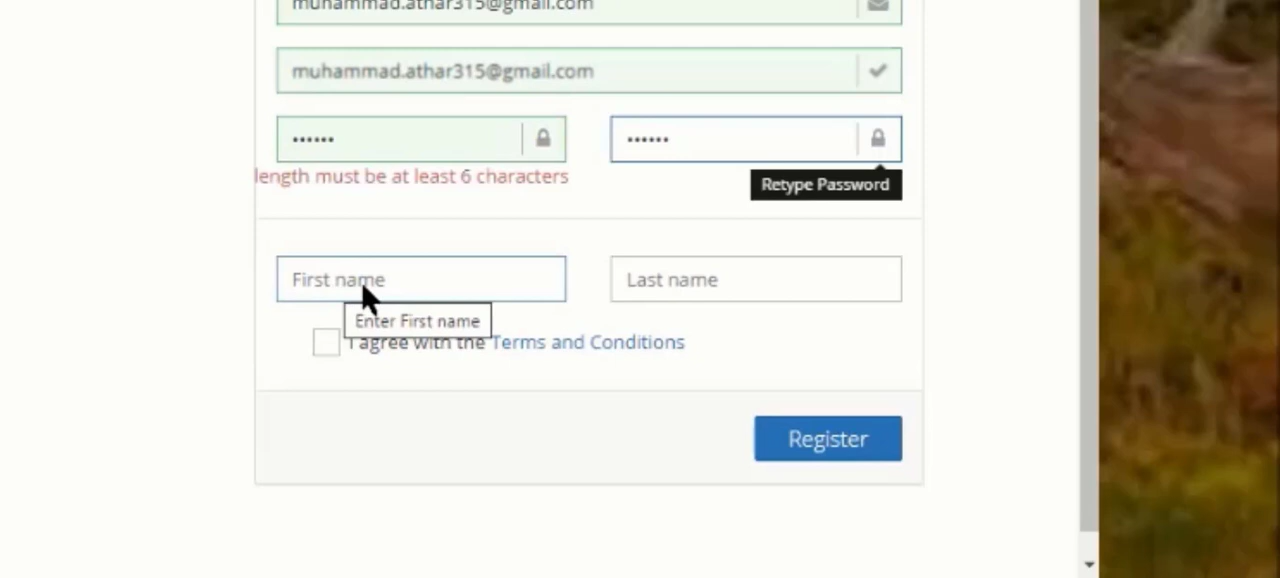 muhammad.athar315@gmail.com
muhammad.athar315@gmail.com
•••••• ••••••
length must be at least 6 characters
Retype Password
First name Last name
Enter First name
I agree with the Terms and Conditions
Register